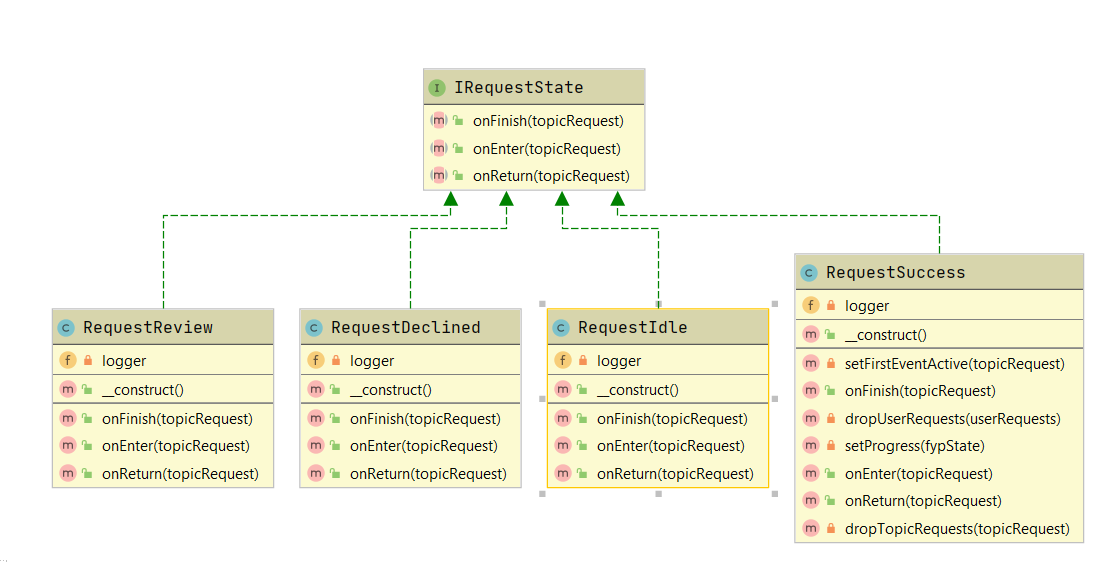 I IRequestState
m onFinish(topicRequest)
m onEnter(topicRequest)
m onReturn(topicRequest)
C RequestReview
f logger
m __construct()
m onFinish(topicRequest)
m onEnter(topicRequest)
m onReturn(topicRequest)
C RequestDeclined
f logger
m __construct()
m onFinish(topicRequest)
m onEnter(topicRequest)
m onReturn(topicRequest)
C RequestIdle
f logger
m __construct()
m onFinish(topicRequest)
m onEnter(topicRequest)
m onReturn(topicRequest)
C RequestSuccess
f logger
m __construct()
m setFirstEventActive(topicRequest)
m onFinish(topicRequest)
m dropUserRequests(userRequests)
m setProgress(fypState)
m onEnter(topicRequest)
m onReturn(topicRequest)
m dropTopicRequests(topicRequest)